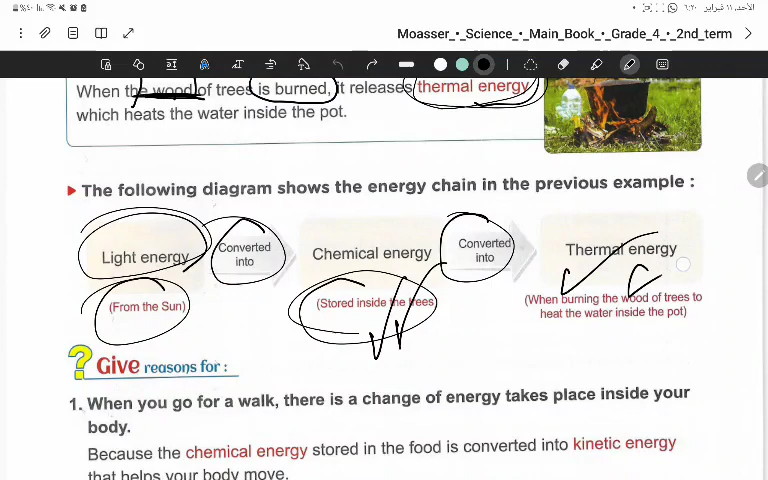 الأحد، ١١ فبراير ٦:٢٠
Moasser_•_Science_•_Main_Book_•_Grade_4_•_2nd_term
When the wood of trees is burned, it releases thermal energy
which heats the water inside the pot.
The following diagram shows the energy chain in the previous example :
Light energy
Converted
into
Chemical energy
Converted
into
Thermal energy
(From the Sun)
(Stored inside the trees
(When burning the wood of trees to
heat the water inside the pot)
? Give reasons for :
1. When you go for a walk, there is a change of energy takes place inside your
body.
Because the chemical energy stored in the food is converted into kinetic energy
that helps your body move.